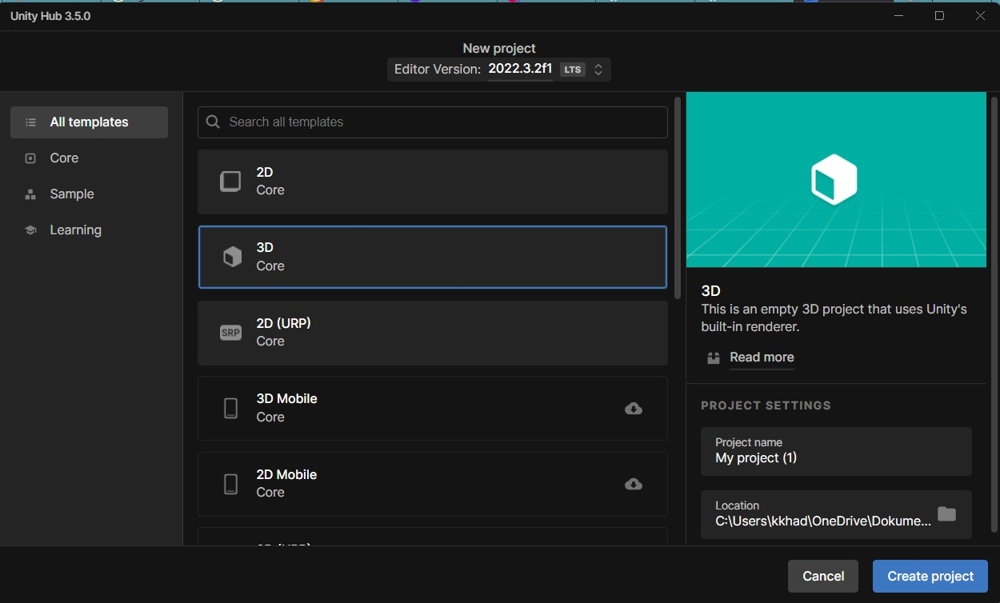 Unity Hub 3.5.0
New project
Editor Version: 2022.3.2f1 LTS
All templates
Core
Sample
Learning
Search all templates
2D
Core
3D
Core
SRP
2D (URP)
Core
3D Mobile
Core
2D Mobile
Core
3D
This is an empty 3D project that uses Unity's
built-in renderer.
Read more
PROJECT SETTINGS
Project name
My project (1)
Location
C:\Users\kkhad\OneDrive\Dokume...
Cancel
Create project